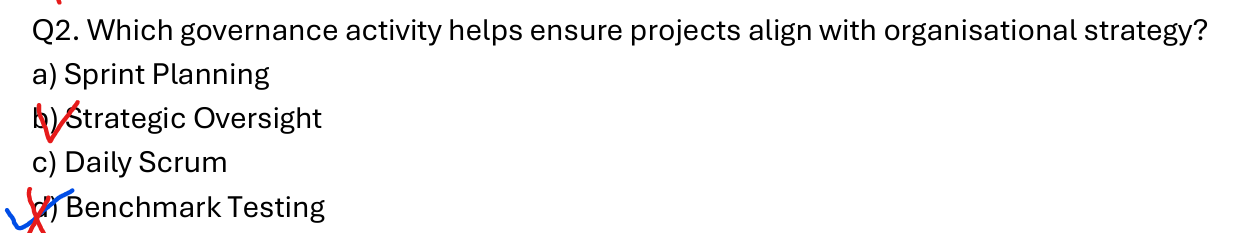 Q2. Which governance activity helps ensure projects align with organisational strategy?
a) Sprint Planning
b) Strategic Oversight
c) Daily Scrum
d) Benchmark Testing